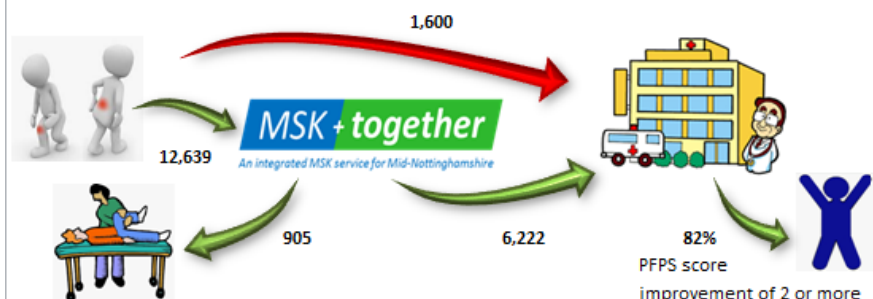 1,600
MSK + together
An integrated MSK service for Mid-Nottinghamshire
12,639
905
6,222
82%
PFPS score
improvement of 2 or more